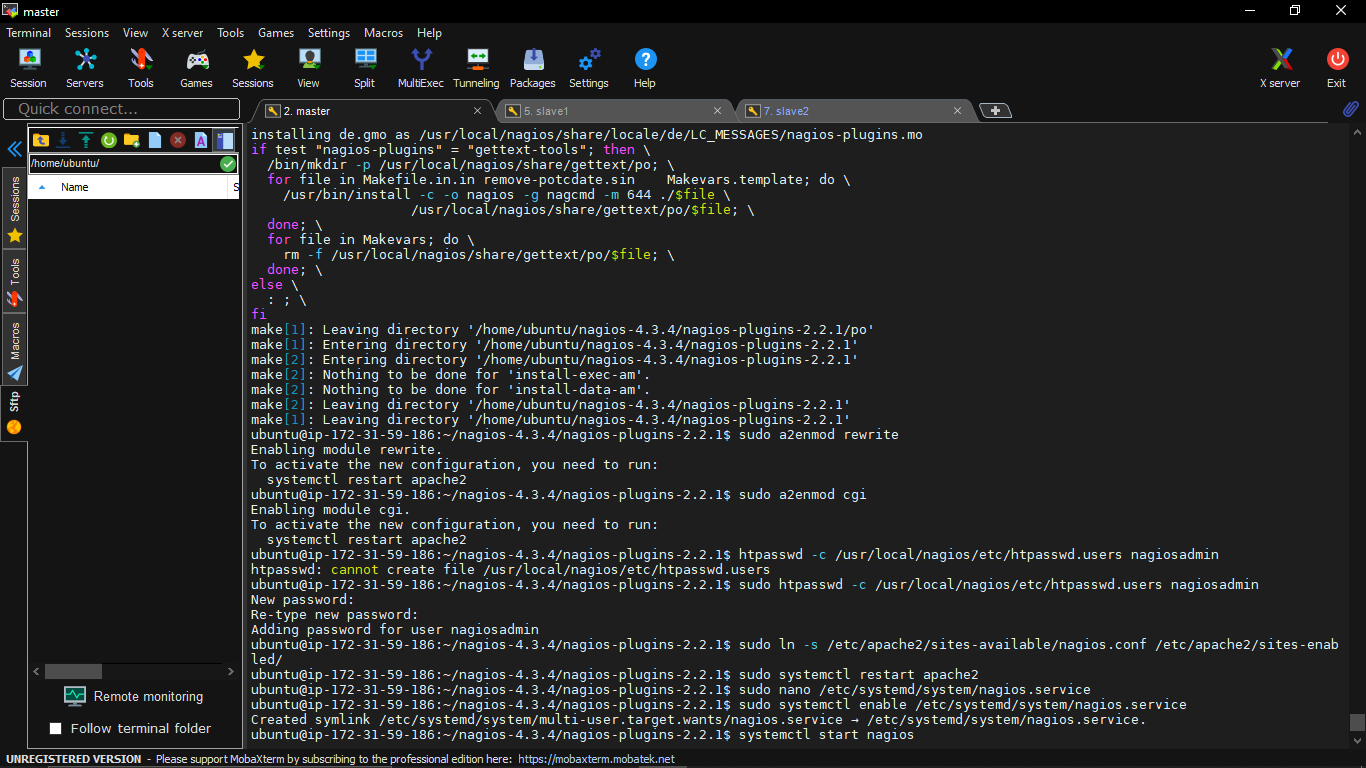 master
Terminal Sessions View X server Tools Games Settings Macros Help
Session Servers Tools Games Sessions View Split MultiExec Tunneling Packages Settings Help X server Exit
Quick connect...
2. master
5. slave1
7. slave2
/home/ubuntu/
Name S
Sessions
Tools
Macros
Sftp
installing de.gmo as /usr/local/nagios/share/locale/de/LC_MESSAGES/nagios-plugins.mo
if test "nagios-plugins" = "gettext-tools"; then \
  /bin/mkdir -p /usr/local/nagios/share/gettext/po; \
  for file in Makefile.in.in remove-potcdate.sin    Makevars.template; do \
    /usr/bin/install -c -o nagios -g nagcmd -m 644 ./$file \
                    /usr/local/nagios/share/gettext/po/$file; \
  done; \
  for file in Makevars; do \
    rm -f /usr/local/nagios/share/gettext/po/$file; \
  done; \
else \
  : ; \
fi
make[1]: Leaving directory '/home/ubuntu/nagios-4.3.4/nagios-plugins-2.2.1/po'
make[1]: Entering directory '/home/ubuntu/nagios-4.3.4/nagios-plugins-2.2.1'
make[2]: Entering directory '/home/ubuntu/nagios-4.3.4/nagios-plugins-2.2.1'
make[2]: Nothing to be done for 'install-exec-am'.
make[2]: Nothing to be done for 'install-data-am'.
make[2]: Leaving directory '/home/ubuntu/nagios-4.3.4/nagios-plugins-2.2.1'
make[1]: Leaving directory '/home/ubuntu/nagios-4.3.4/nagios-plugins-2.2.1'
ubuntu@ip-172-31-59-186:~/nagios-4.3.4/nagios-plugins-2.2.1$ sudo a2enmod rewrite
Enabling module rewrite.
To activate the new configuration, you need to run:
  systemctl restart apache2
ubuntu@ip-172-31-59-186:~/nagios-4.3.4/nagios-plugins-2.2.1$ sudo a2enmod cgi
Enabling module cgi.
To activate the new configuration, you need to run:
  systemctl restart apache2
ubuntu@ip-172-31-59-186:~/nagios-4.3.4/nagios-plugins-2.2.1$ htpasswd -c /usr/local/nagios/etc/htpasswd.users nagiosadmin
htpasswd: cannot create file /usr/local/nagios/etc/htpasswd.users
ubuntu@ip-172-31-59-186:~/nagios-4.3.4/nagios-plugins-2.2.1$ sudo htpasswd -c /usr/local/nagios/etc/htpasswd.users nagiosadmin
New password:
Re-type new password:
Adding password for user nagiosadmin
ubuntu@ip-172-31-59-186:~/nagios-4.3.4/nagios-plugins-2.2.1$ sudo ln -s /etc/apache2/sites-available/nagios.conf /etc/apache2/sites-enab
led/
ubuntu@ip-172-31-59-186:~/nagios-4.3.4/nagios-plugins-2.2.1$ sudo systemctl restart apache2
ubuntu@ip-172-31-59-186:~/nagios-4.3.4/nagios-plugins-2.2.1$ sudo nano /etc/systemd/system/nagios.service
ubuntu@ip-172-31-59-186:~/nagios-4.3.4/nagios-plugins-2.2.1$ sudo systemctl enable /etc/systemd/system/nagios.service
Created symlink /etc/systemd/system/multi-user.target.wants/nagios.service → /etc/systemd/system/nagios.service.
ubuntu@ip-172-31-59-186:~/nagios-4.3.4/nagios-plugins-2.2.1$ systemctl start nagios
Remote monitoring
Follow terminal folder
UNREGISTERED VERSION - Please support MobaXterm by subscribing to the professional edition here: https://mobaxterm.mobatek.net